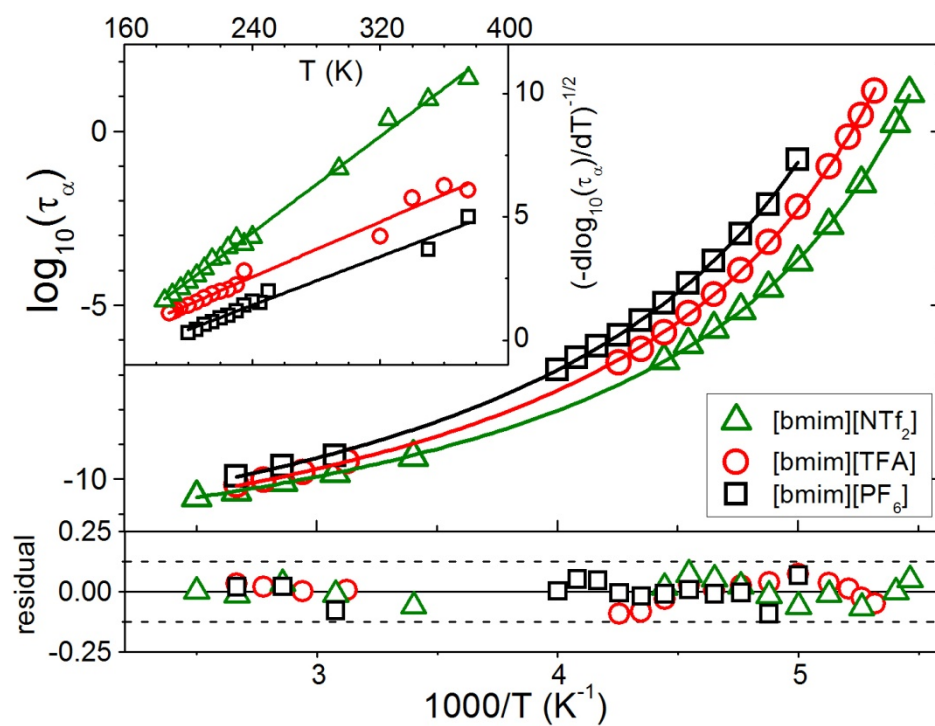 160 240 320 400
T (K)
10
5
0
(-dlog₁₀(τα)/dT)⁻¹/²
0
-5
-10
log₁₀(τα)
[bmim][NTf₂]
[bmim][TFA]
[bmim][PF₆]
0.25
0.00
-0.25
residual
3 4 5
1000/T (K⁻¹)